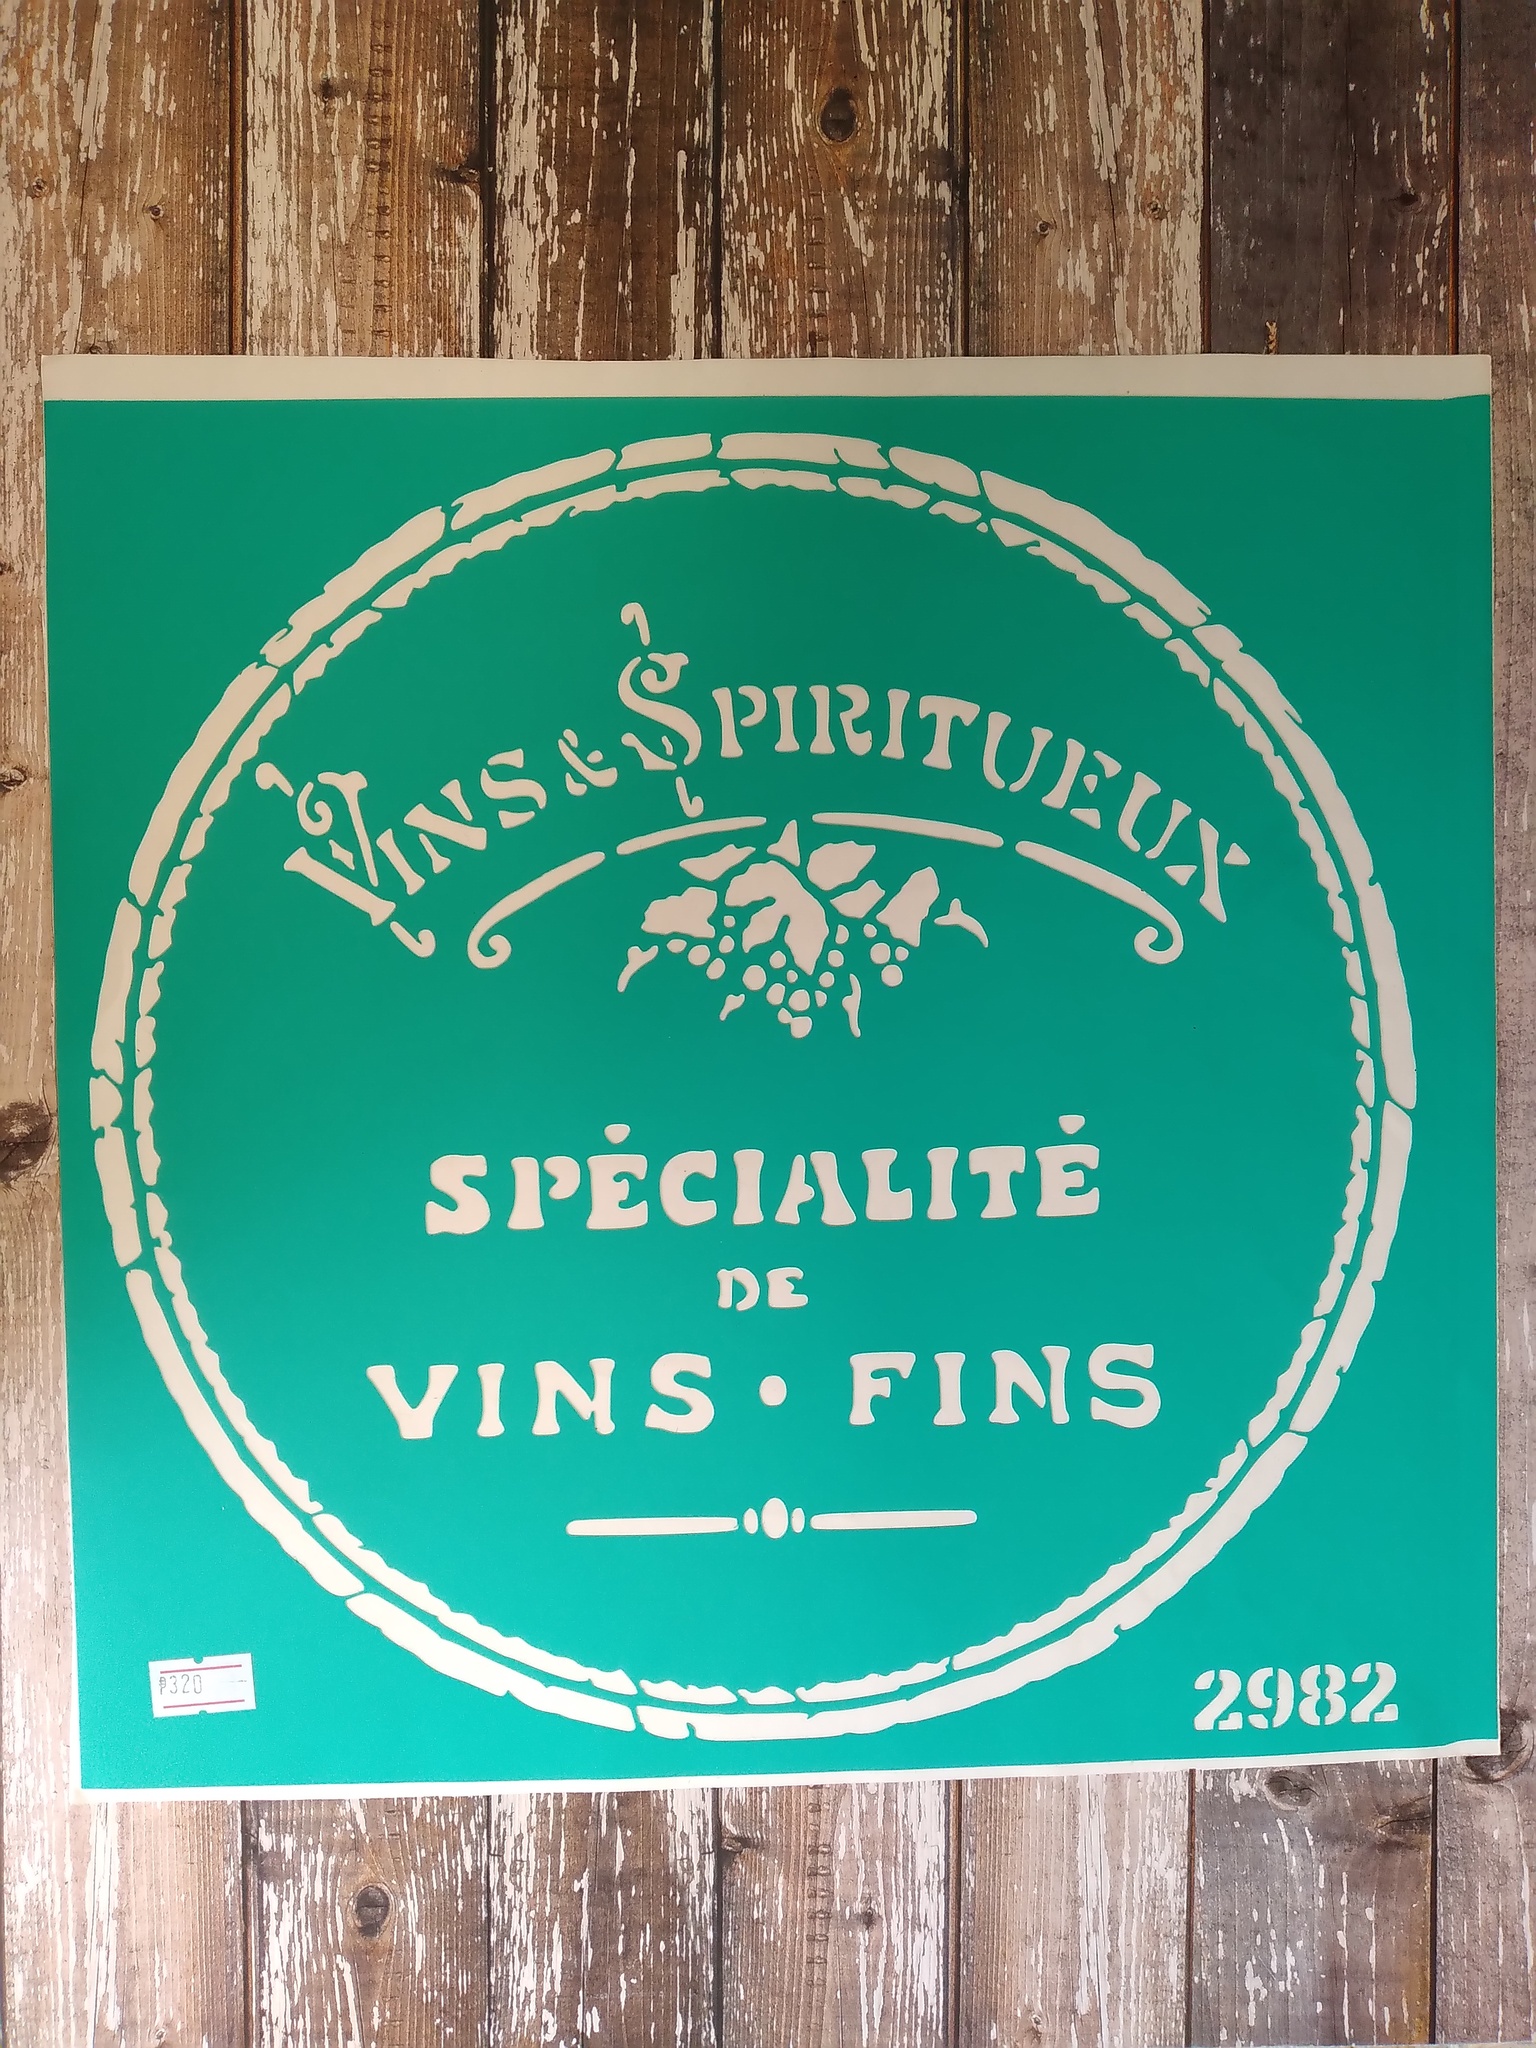 VINS & SPIRITUEUX
SPÉCIALITÉ
DE
VINS • FINS
₱320
2982